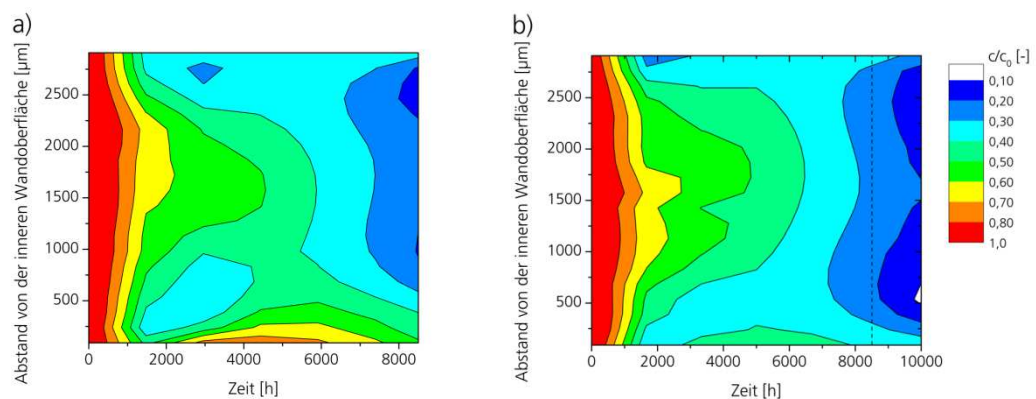 a)
Abstand von der inneren Wandoberfläche [µm]
2500
2000
1500
1000
500
0 2000 4000 6000 8000
Zeit [h]
b)
Abstand von der inneren Wandoberfläche [µm]
2500
2000
1500
1000
500
0 2000 4000 6000 8000 10000
Zeit [h]
c/c0 [-]
0,10
0,20
0,30
0,40
0,50
0,60
0,70
0,80
1,0